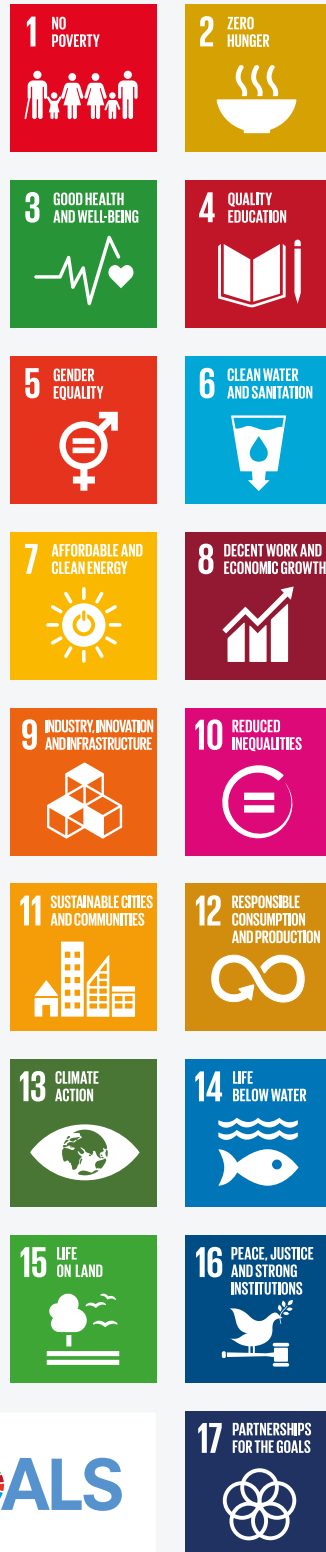 1 NO
POVERTY
2 ZERO
HUNGER
3 GOOD HEALTH
AND WELL-BEING
4 QUALITY
EDUCATION
5 GENDER
EQUALITY
6 CLEAN WATER
AND SANITATION
7 AFFORDABLE AND
CLEAN ENERGY
8 DECENT WORK AND
ECONOMIC GROWTH
9 INDUSTRY, INNOVATION
AND INFRASTRUCTURE
10 REDUCED
INEQUALITIES
11 SUSTAINABLE CITIES
AND COMMUNITIES
12 RESPONSIBLE
CONSUMPTION
AND PRODUCTION
13 CLIMATE
ACTION
14 LIFE
BELOW WATER
15 LIFE
ON LAND
16 PEACE, JUSTICE
AND STRONG
INSTITUTIONS
ALS
17 PARTNERSHIPS
FOR THE GOALS